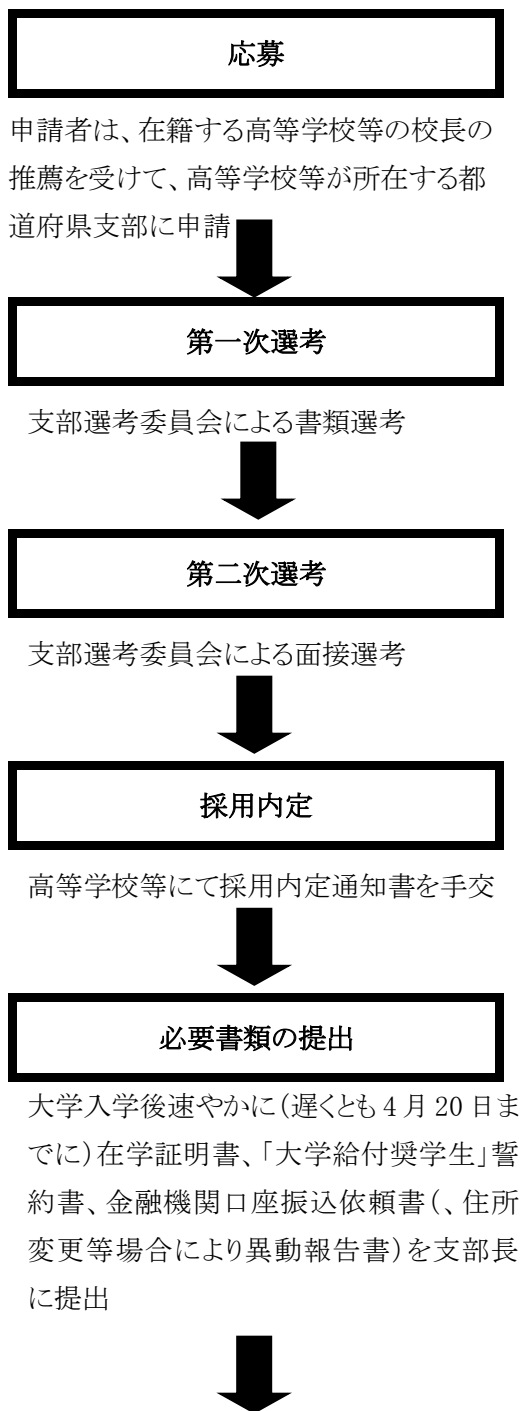 応募
申請者は、在籍する高等学校等の校長の
推薦を受けて、高等学校等が所在する都
道府県支部に申請
第一次選考
支部選考委員会による書類選考
第二次選考
支部選考委員会による面接選考
採用内定
高等学校等にて採用内定通知書を手交
必要書類の提出
大学入学後速やかに(遅くとも 4 月 20 日ま
でに)在学証明書、「大学給付奨学生」誓
約書、金融機関口座振込依頼書(、住所
変更等場合により異動報告書)を支部長
に提出